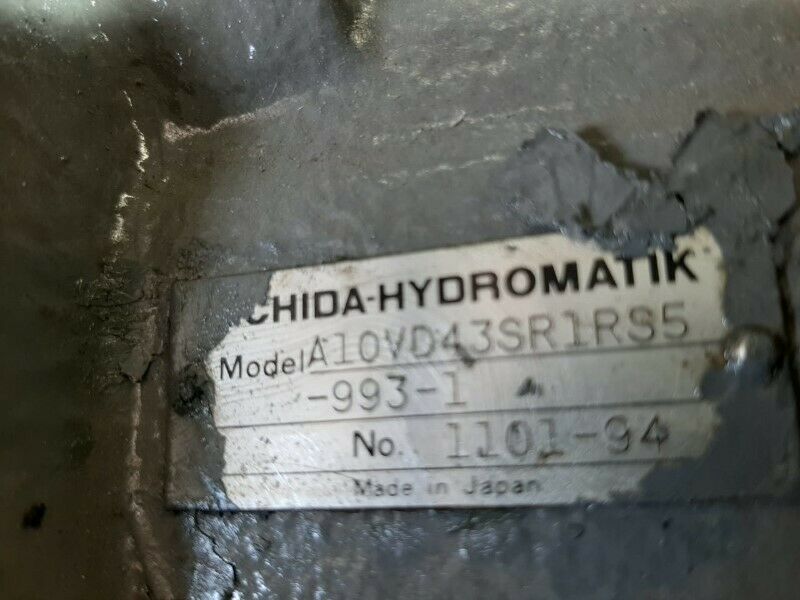 CHIDA-HYDROMATIK
Model A10VD43SR1RS5
-993-1
No. 1101-94
Made in Japan